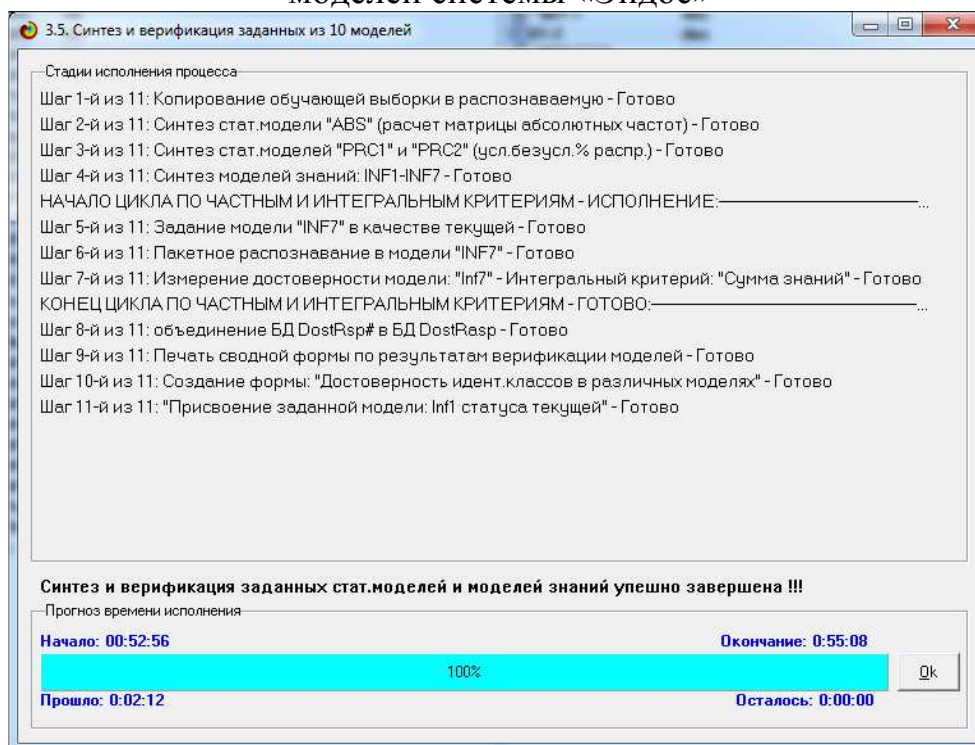 моделей системы «Эйдос»
3.5. Синтез и верификация заданных из 10 моделей
Стадии исполнения процесса
Шаг 1-й из 11: Копирование обучающей выборки в распознаваемую - Готово
Шаг 2-й из 11: Синтез стат.модели "ABS" (расчет матрицы абсолютных частот) - Готово
Шаг 3-й из 11: Синтез стат.моделей "PRC1" и "PRC2" (усл.безусл.% распр.) - Готово
Шаг 4-й из 11: Синтез моделей знаний: INF1-INF7 - Готово
НАЧАЛО ЦИКЛА ПО ЧАСТНЫМ И ИНТЕГРАЛЬНЫМ КРИТЕРИЯМ - ИСПОЛНЕНИЕ:...
Шаг 5-й из 11: Задание модели "INF7" в качестве текущей - Готово
Шаг 6-й из 11: Пакетное распознавание в модели "INF7" - Готово
Шаг 7-й из 11: Измерение достоверности модели: "Inf7" - Интегральный критерий: "Сумма знаний" - Готово
КОНЕЦ ЦИКЛА ПО ЧАСТНЫМ И ИНТЕГРАЛЬНЫМ КРИТЕРИЯМ - ГОТОВО:...
Шаг 8-й из 11: объединение БД DostRsp# в БД DostRasp - Готово
Шаг 9-й из 11: Печать сводной формы по результатам верификации моделей - Готово
Шаг 10-й из 11: Создание формы: "Достоверность идент.классов в различных моделях" - Готово
Шаг 11-й из 11: "Присвоение заданной модели: Inf1 статуса текущей" - Готово
Синтез и верификация заданных стат.моделей и моделей знаний упешно завершена !!!
Прогноз времени исполнения
Начало: 00:52:56 Окончание: 0:55:08
100% Ok
Прошло: 0:02:12 Осталось: 0:00:00